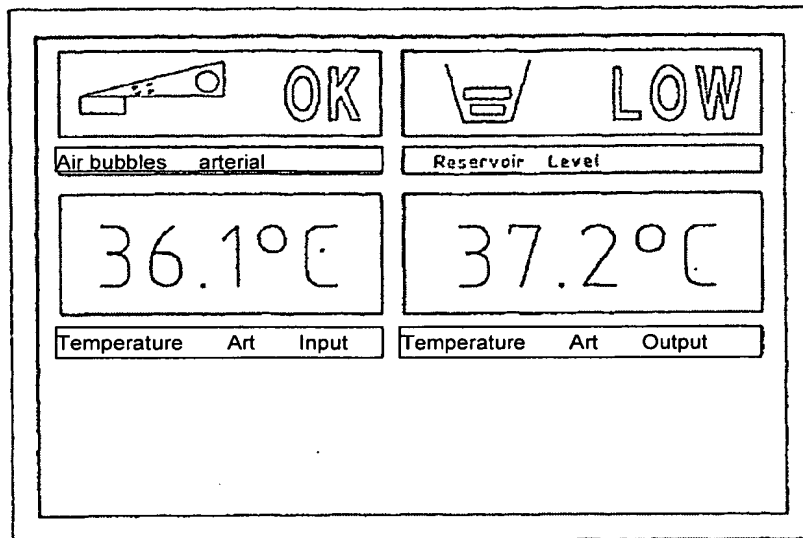 OK LOW
Air bubbles arterial Reservoir Level
36.1°C 37.2°C
Temperature Art Input Temperature Art Output